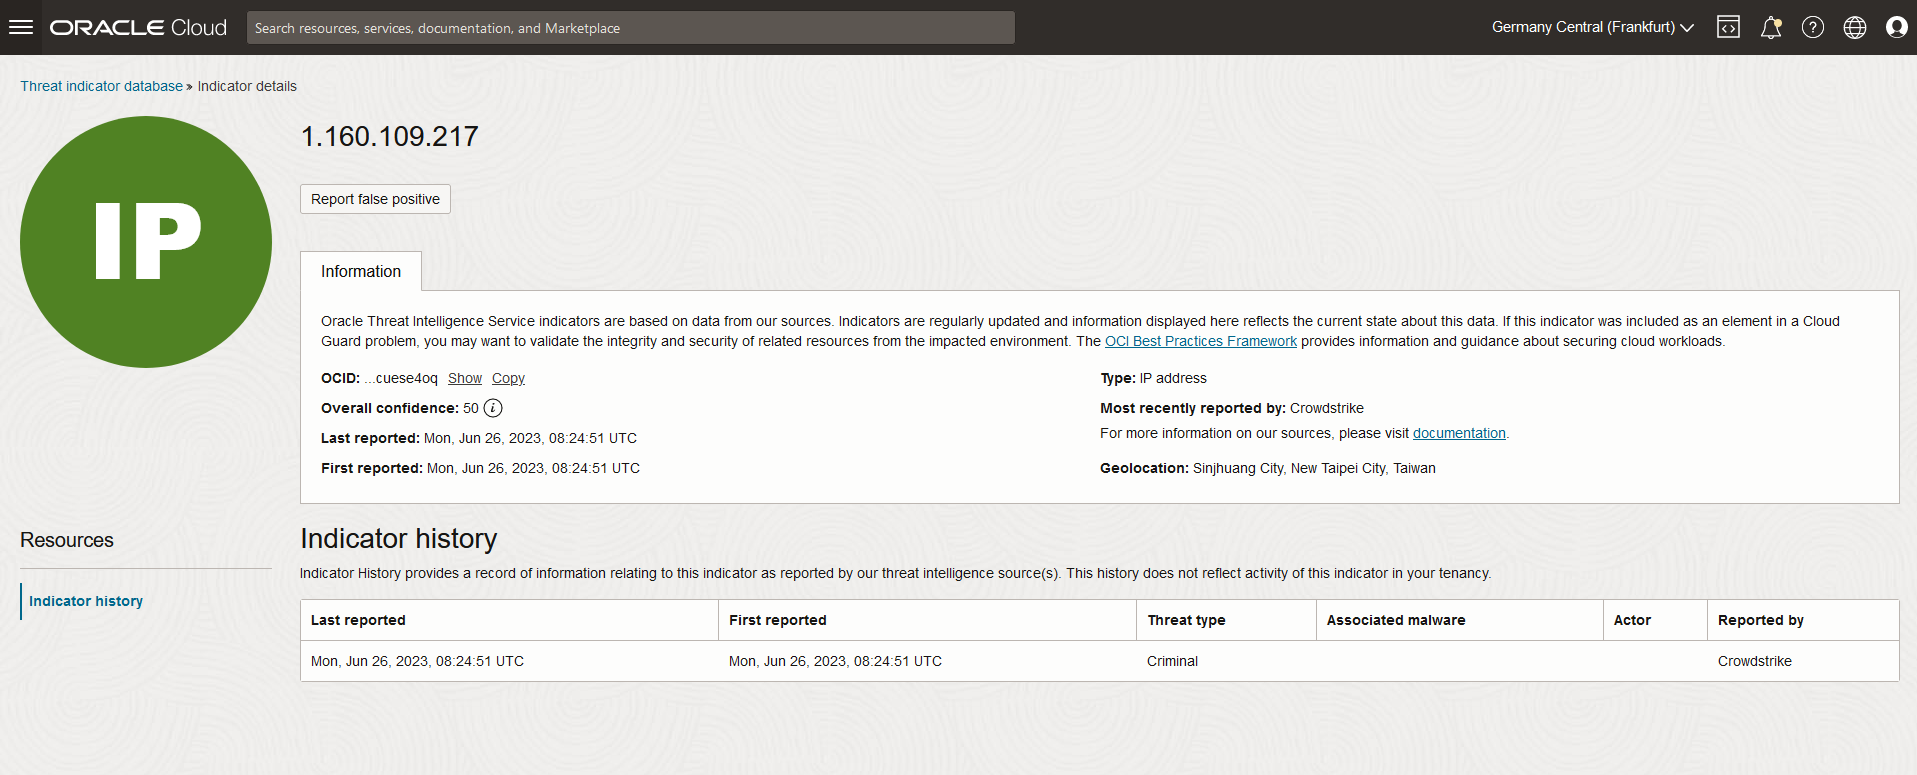 ORACLE Cloud
Search resources, services, documentation, and Marketplace
Germany Central (Frankfurt)
Threat indicator database » Indicator details
IP
1.160.109.217
Report false positive
Information
Oracle Threat Intelligence Service indicators are based on data from our sources. Indicators are regularly updated and information displayed here reflects the current state about this data. If this indicator was included as an element in a Cloud
Guard problem, you may want to validate the integrity and security of related resources from the impacted environment. The OCI Best Practices Framework provides information and guidance about securing cloud workloads.
OCID: ...cuese4oq Show Copy
Overall confidence: 50 i
Last reported: Mon, Jun 26, 2023, 08:24:51 UTC
First reported: Mon, Jun 26, 2023, 08:24:51 UTC
Type: IP address
Most recently reported by: Crowdstrike
For more information on our sources, please visit documentation.
Geolocation: Sinjhuang City, New Taipei City, Taiwan
Resources
Indicator history
Indicator history
Indicator History provides a record of information relating to this indicator as reported by our threat intelligence source(s). This history does not reflect activity of this indicator in your tenancy.
Last reported First reported Threat type Associated malware Actor Reported by
Mon, Jun 26, 2023, 08:24:51 UTC Mon, Jun 26, 2023, 08:24:51 UTC Criminal Crowdstrike